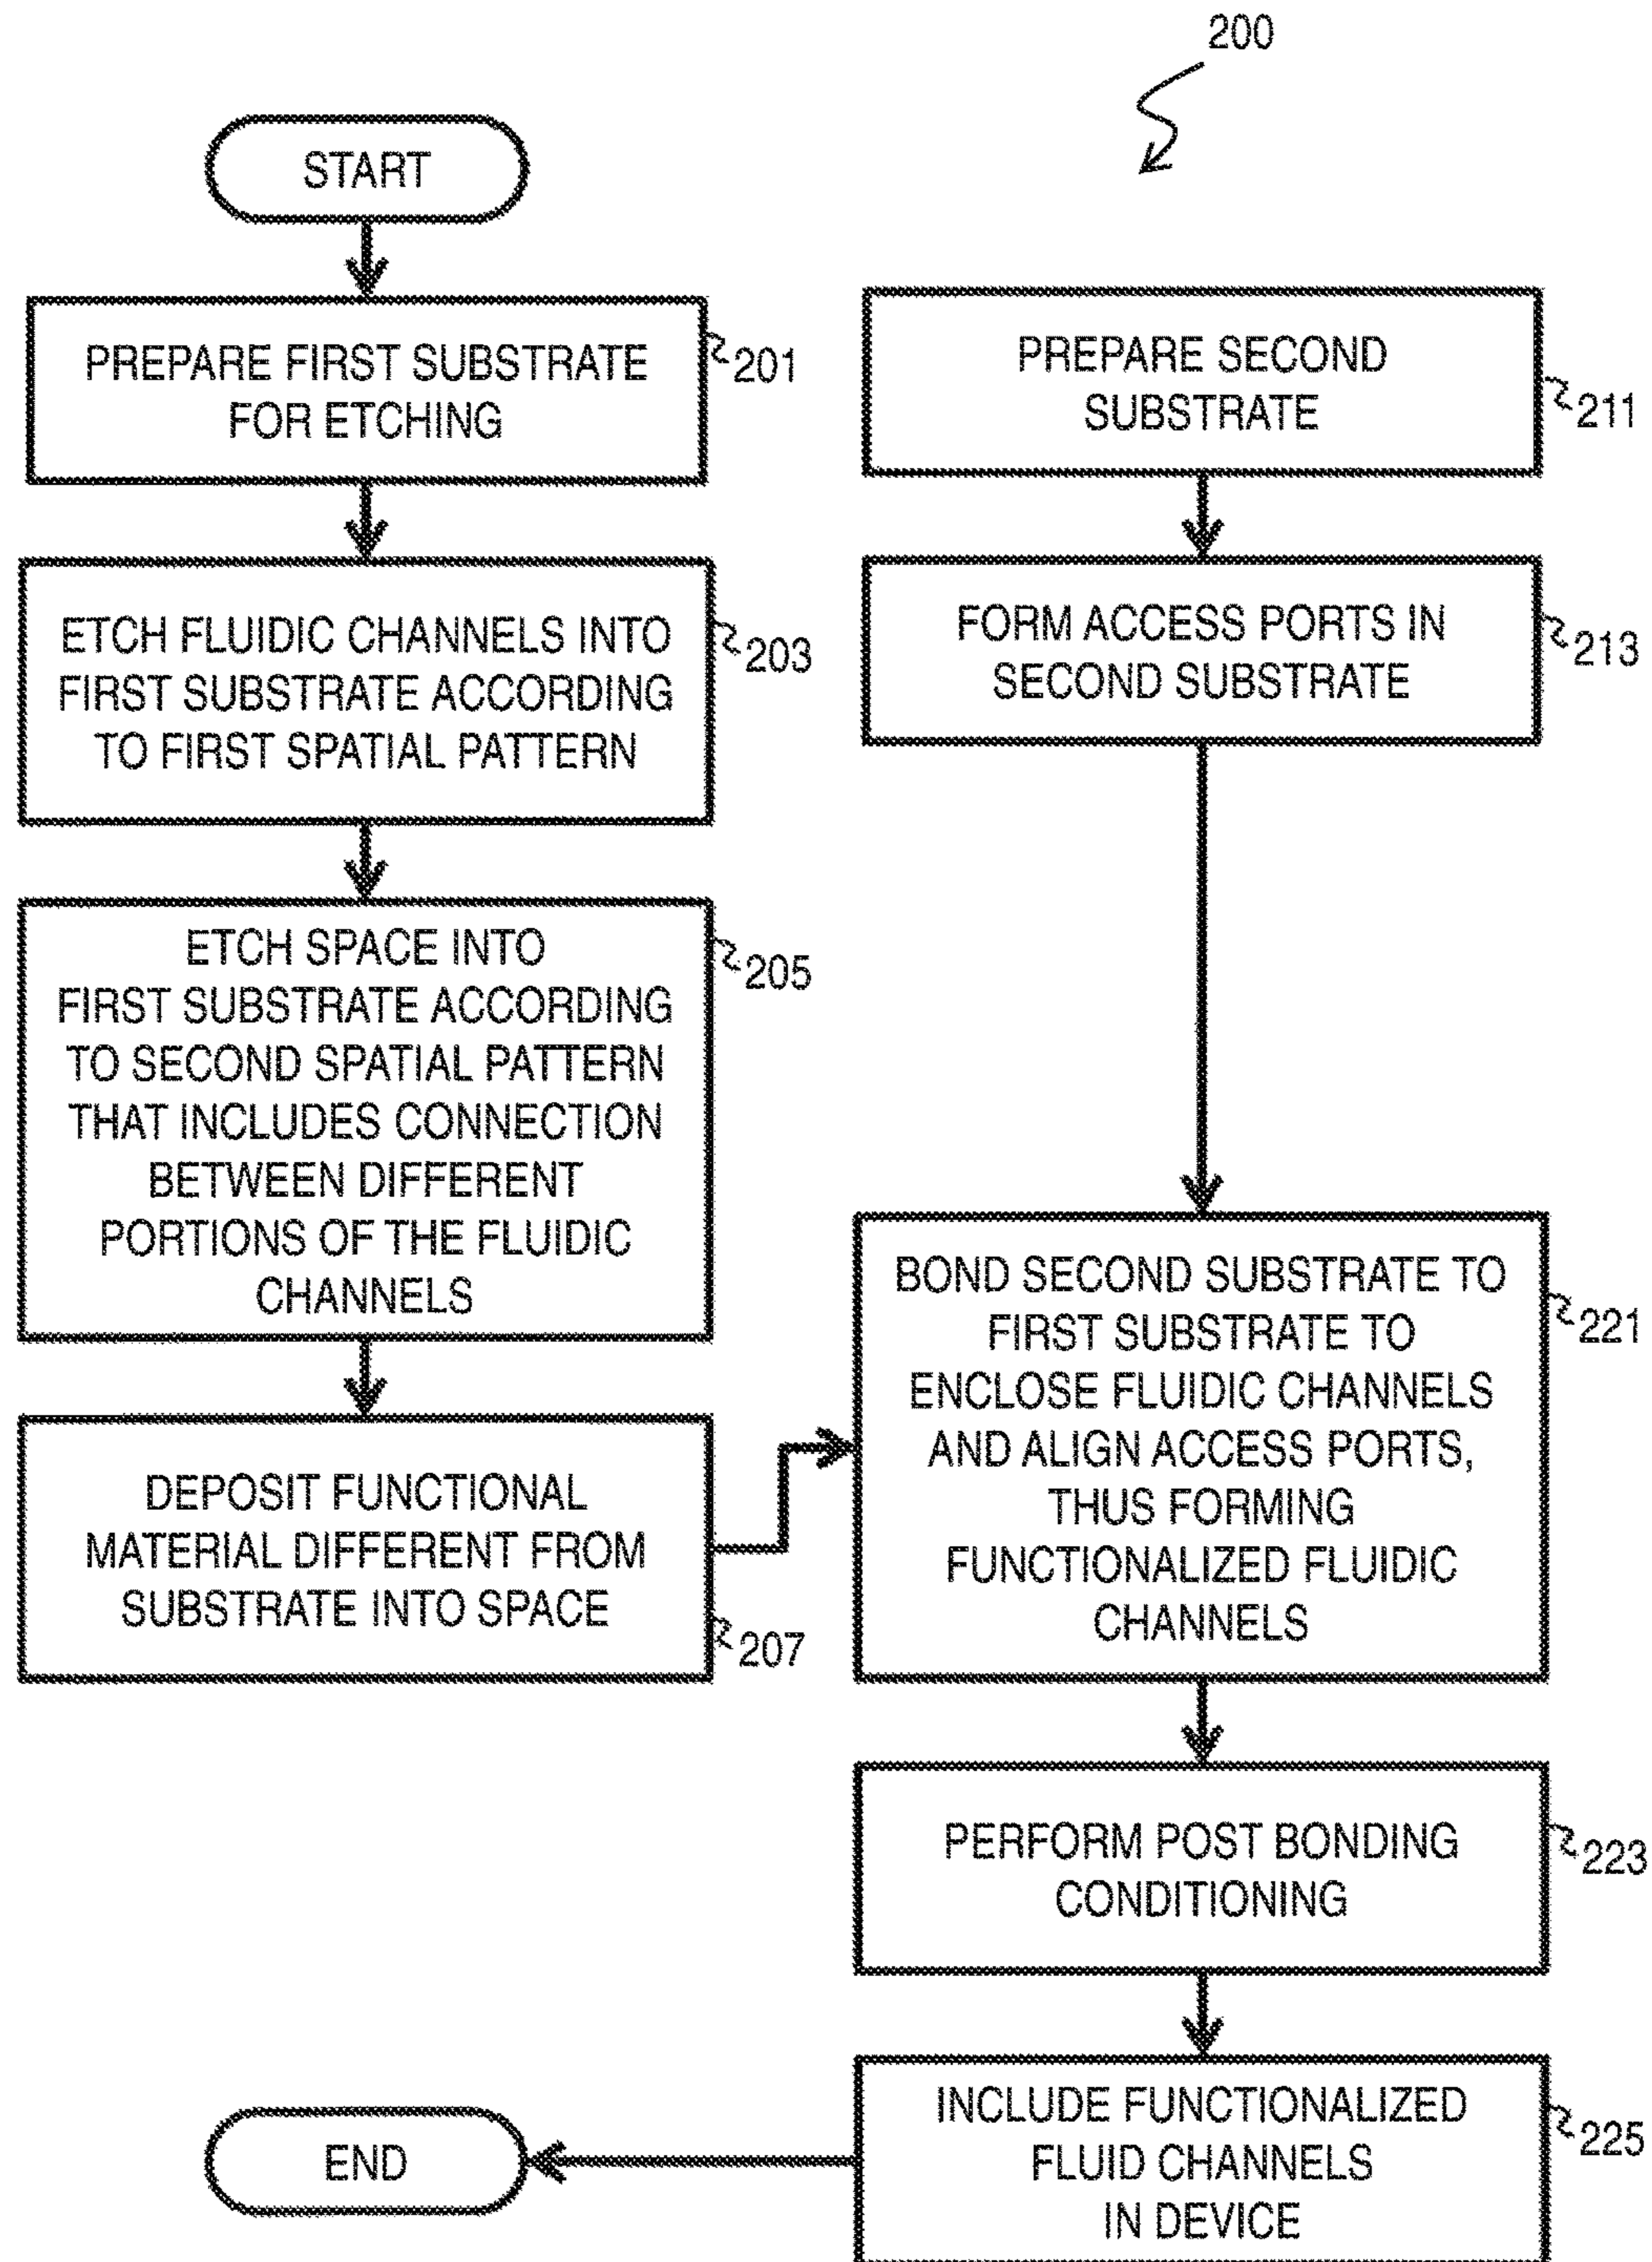 200
START
PREPARE FIRST SUBSTRATE
FOR ETCHING
201
ETCH FLUIDIC CHANNELS INTO
FIRST SUBSTRATE ACCORDING
TO FIRST SPATIAL PATTERN
203
ETCH SPACE INTO
FIRST SUBSTRATE ACCORDING
TO SECOND SPATIAL PATTERN
THAT INCLUDES CONNECTION
BETWEEN DIFFERENT
PORTIONS OF THE FLUIDIC
CHANNELS
205
DEPOSIT FUNCTIONAL
MATERIAL DIFFERENT FROM
SUBSTRATE INTO SPACE
207
PREPARE SECOND
SUBSTRATE
211
FORM ACCESS PORTS IN
SECOND SUBSTRATE
213
BOND SECOND SUBSTRATE TO
FIRST SUBSTRATE TO
ENCLOSE FLUIDIC CHANNELS
AND ALIGN ACCESS PORTS,
THUS FORMING
FUNCTIONALIZED FLUIDIC
CHANNELS
221
PERFORM POST BONDING
CONDITIONING
223
INCLUDE FUNCTIONALIZED
FLUID CHANNELS
IN DEVICE
225
END